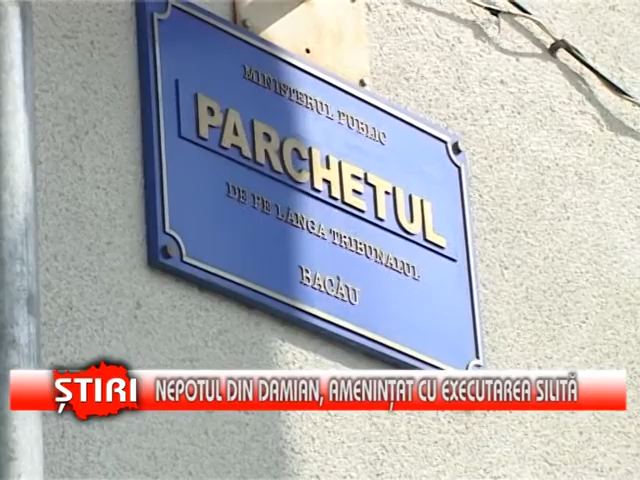 MINISTERUL PUBLIC
PARCHETUL
DE PE LÂNGA TRIBUNALUL
BACĂU
ȘTIRI NEPOTUL DIN DAMIAN, AMENINȚAT CU EXECUTAREA SILITĂ